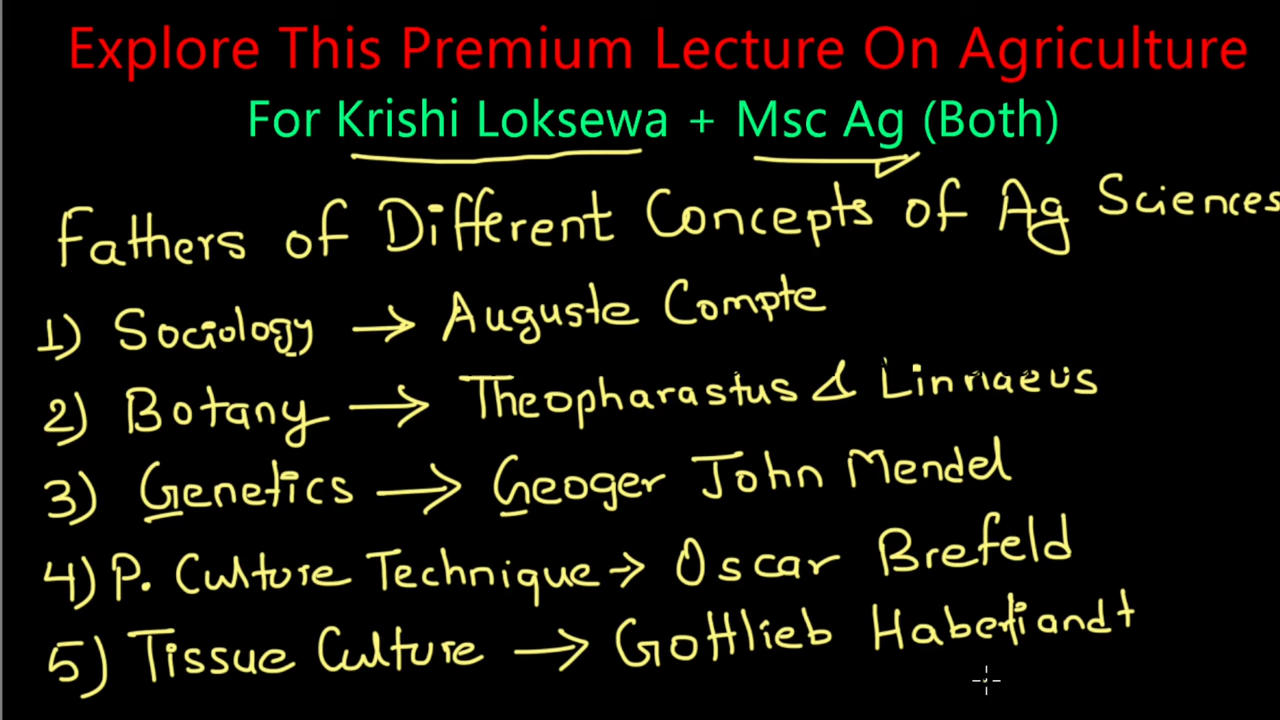 Explore This Premium Lecture On Agriculture
For Krishi Loksewa + Msc Ag (Both)
Fathers of Different Concepts of Ag Sciences
1) Sociology → Auguste Compte
2) Botany → Theopharastus & Linnaeus
3) Genetics → Geoger John Mendel
4) P. Culture Technique → Oscar Brefeld
5) Tissue Culture → Gottlieb Haberliandt